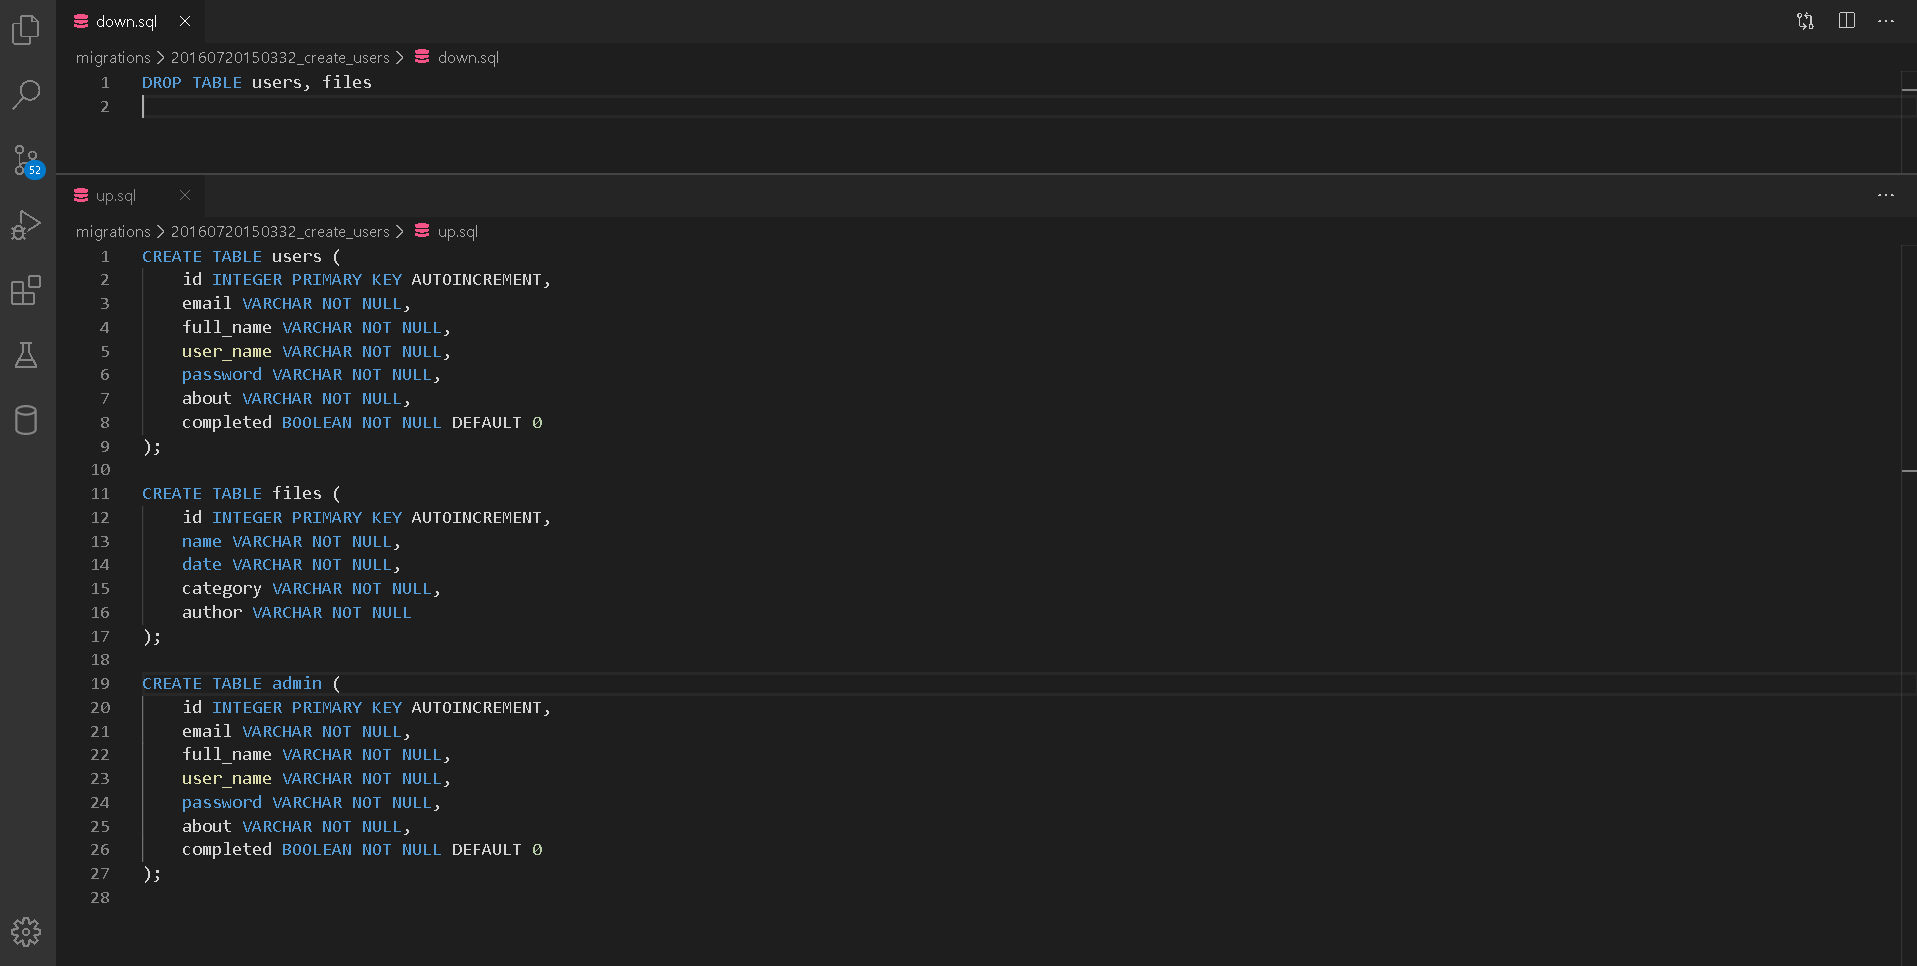 down.sql
migrations > 20160720150332_create_users > down.sql
1 DROP TABLE users, files
2
52
up.sql
migrations > 20160720150332_create_users > up.sql
1 CREATE TABLE users (
2 id INTEGER PRIMARY KEY AUTOINCREMENT,
3 email VARCHAR NOT NULL,
4 full_name VARCHAR NOT NULL,
5 user_name VARCHAR NOT NULL,
6 password VARCHAR NOT NULL,
7 about VARCHAR NOT NULL,
8 completed BOOLEAN NOT NULL DEFAULT 0
9 );
10
11 CREATE TABLE files (
12 id INTEGER PRIMARY KEY AUTOINCREMENT,
13 name VARCHAR NOT NULL,
14 date VARCHAR NOT NULL,
15 category VARCHAR NOT NULL,
16 author VARCHAR NOT NULL
17 );
18
19 CREATE TABLE admin (
20 id INTEGER PRIMARY KEY AUTOINCREMENT,
21 email VARCHAR NOT NULL,
22 full_name VARCHAR NOT NULL,
23 user_name VARCHAR NOT NULL,
24 password VARCHAR NOT NULL,
25 about VARCHAR NOT NULL,
26 completed BOOLEAN NOT NULL DEFAULT 0
27 );
28